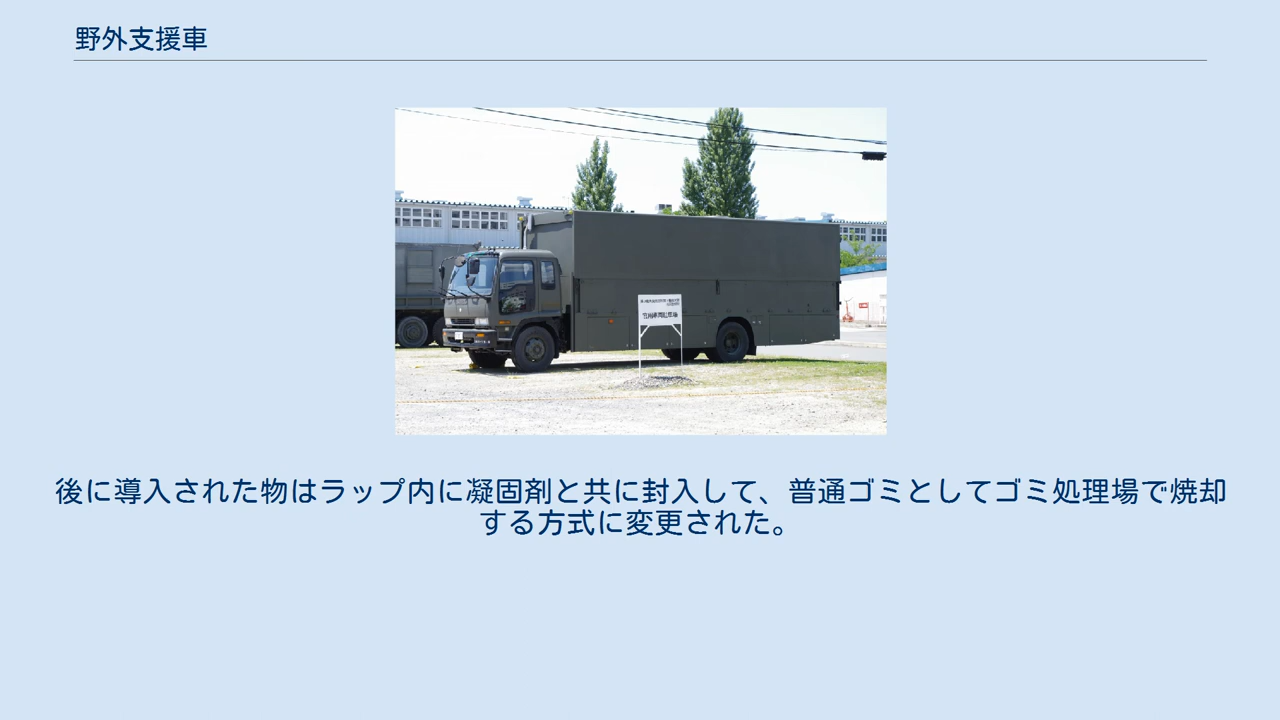 野外支援車
後に導入された物はラップ内に凝固剤と共に封入して、普通ゴミとしてゴミ処理場で焼却
する方式に変更された。